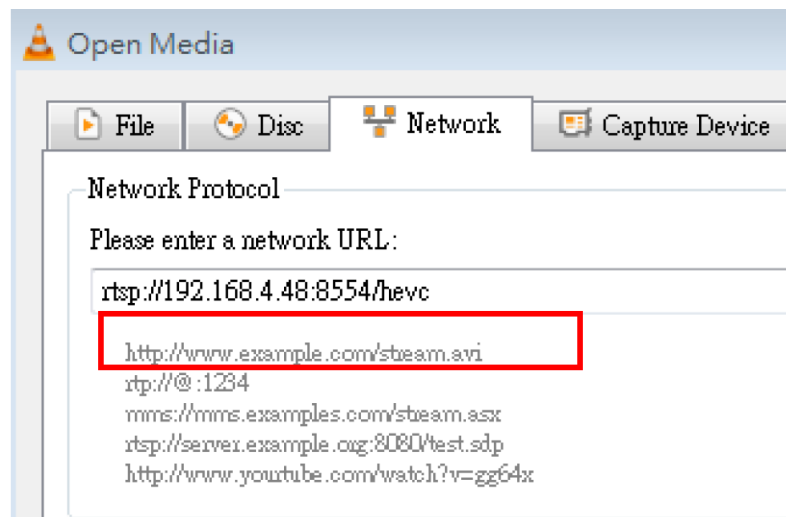 Open Media
File Disc Network Capture Device
Network Protocol
Please enter a network URL:
rtsp://192.168.4.48:8554/hevc
http://www.example.com/stream.avi
rtp://@:1234
mms://mms.examples.com/stream.asx
rtsp://server.example.org:8080/test.sdp
http://www.yourtube.com/watch?v=gg64x